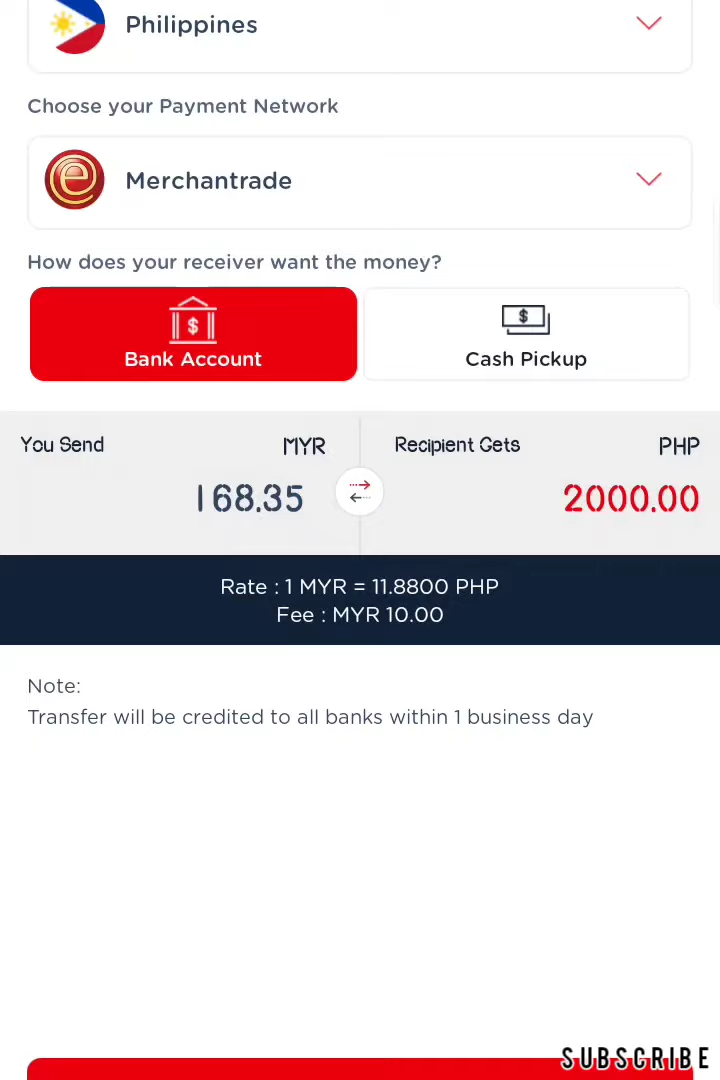 Philippines
Choose your Payment Network
e Merchantrade
How does your receiver want the money?
$ $
Bank Account Cash Pickup
You Send MYR Recipient Gets PHP
168.35 2000.00
Rate : 1 MYR = 11.8800 PHP
Fee : MYR 10.00
Note:
Transfer will be credited to all banks within 1 business day
SUBSCRIBE